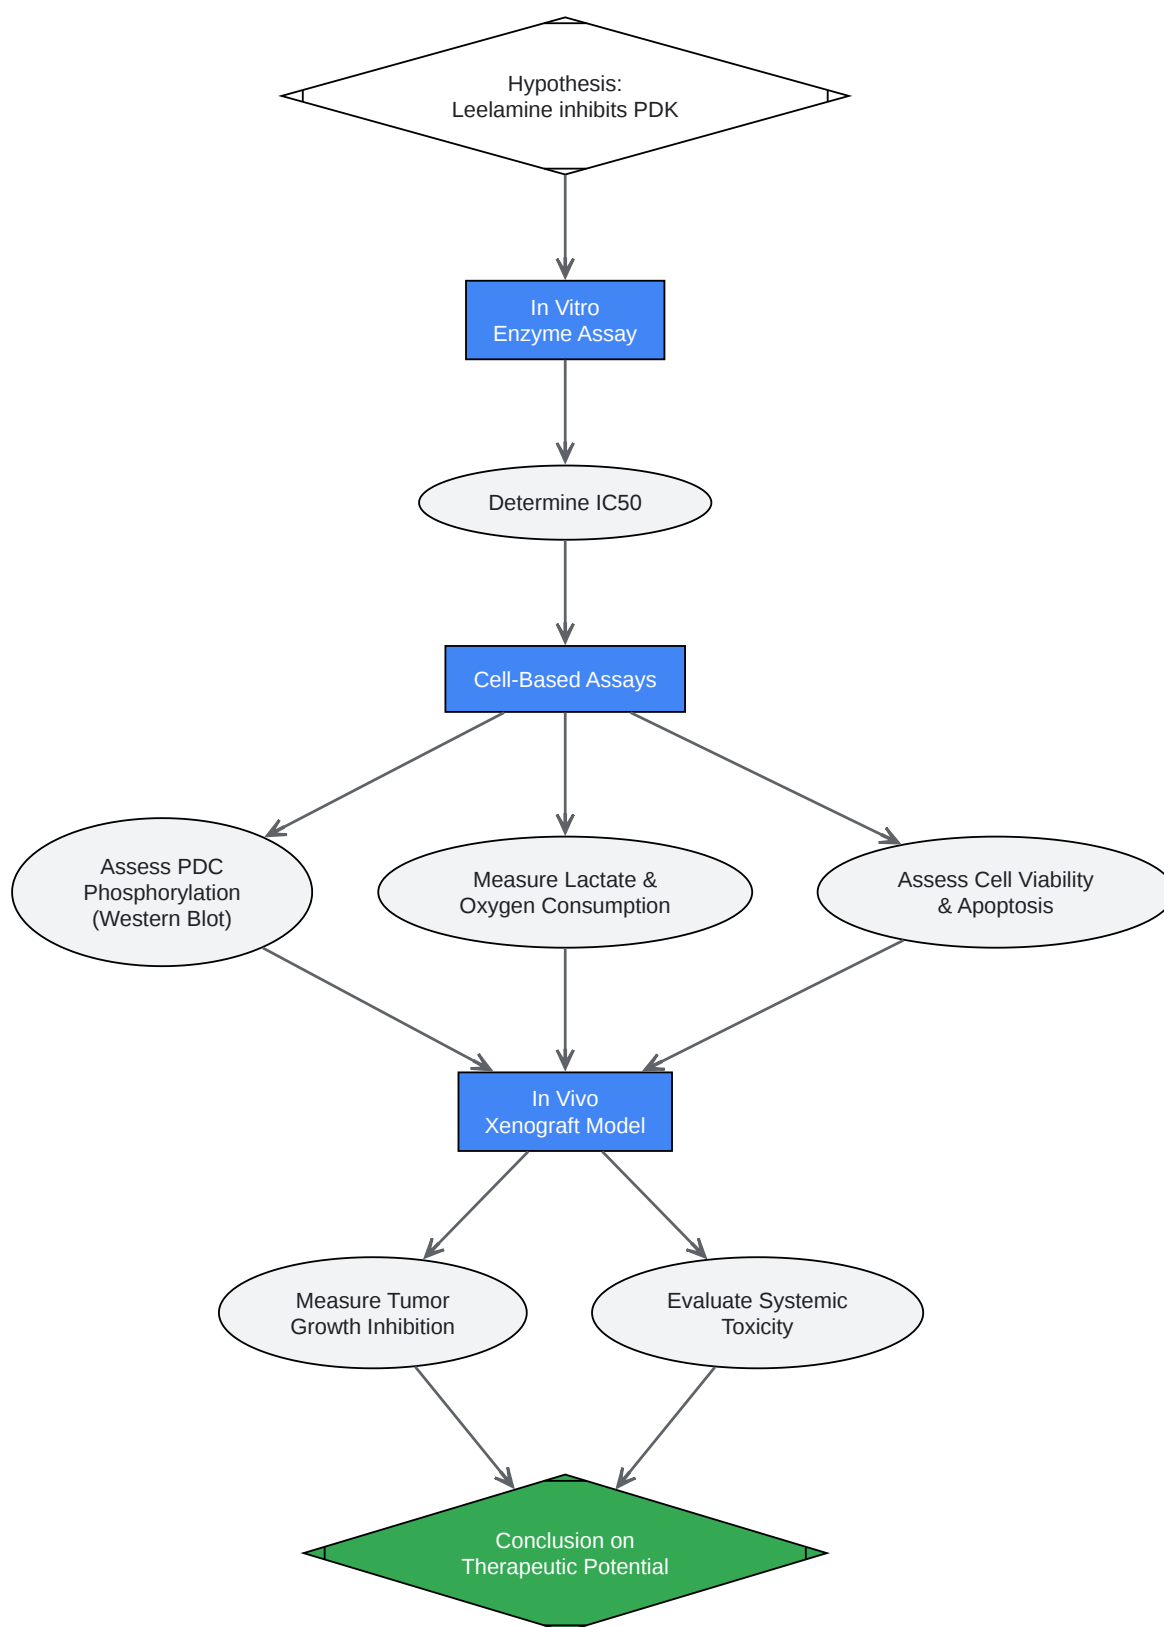 Hypothesis:
Leelamine inhibits PDK
In Vitro
Enzyme Assay
Determine IC50
Cell-Based Assays
Assess PDC
Phosphorylation
(Western Blot)
Measure Lactate &
Oxygen Consumption
Assess Cell Viability
& Apoptosis
In Vivo
Xenograft Model
Measure Tumor
Growth Inhibition
Evaluate Systemic
Toxicity
Conclusion on
Therapeutic Potential